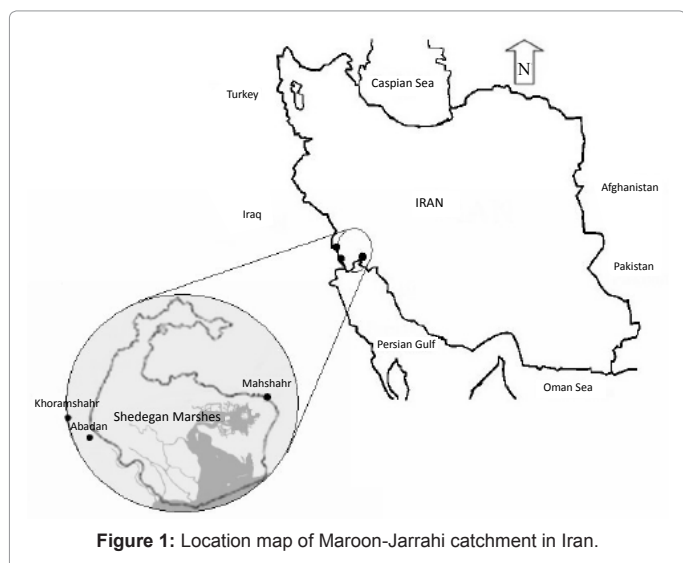 Caspian Sea
N
Turkey
Afghanistan
IRAN
Iraq
Pakistan
Persian Gulf
Oman Sea
Mahshahr
Khoramshahr
Shedegan Marshes
Abadan
Figure 1: Location map of Maroon-Jarrahi catchment in Iran.